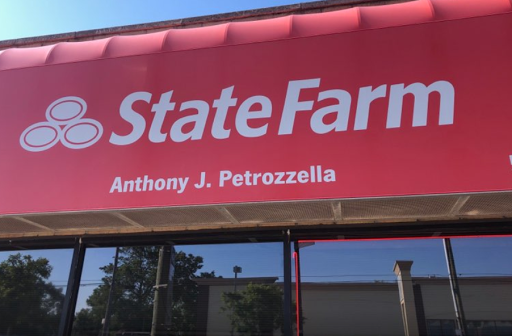 State Farm
Anthony J. Petrozzella